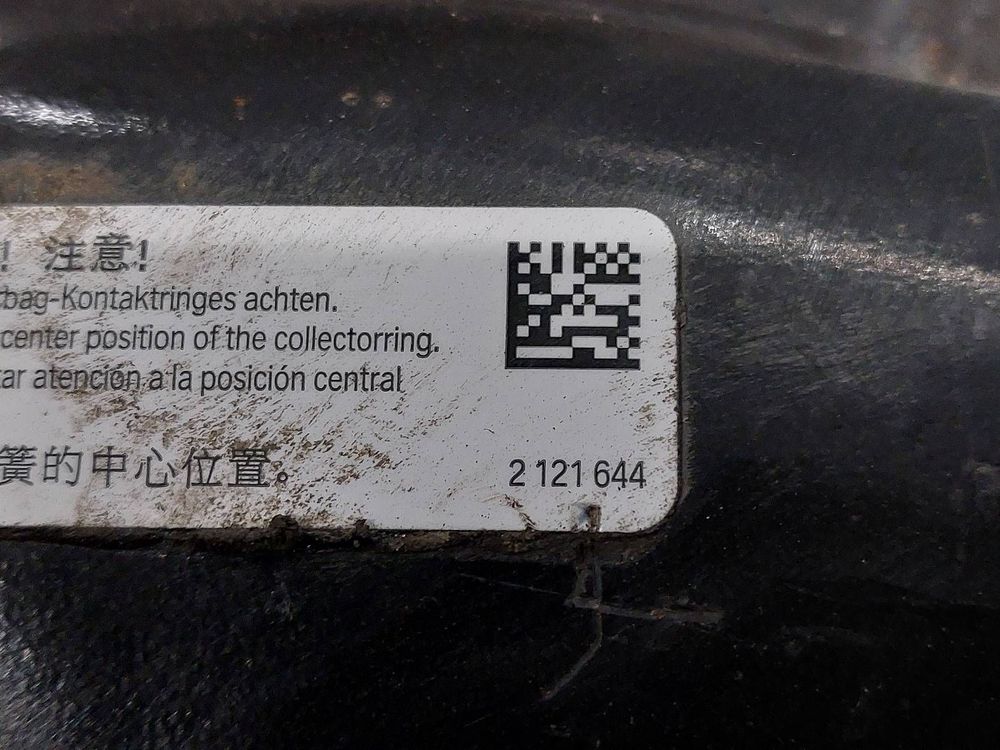 ! 注意!
rbag-Kontaktringes achten.
center position of the collectorring.
tar atención a la posición central
簧的中心位置。
2 121 644